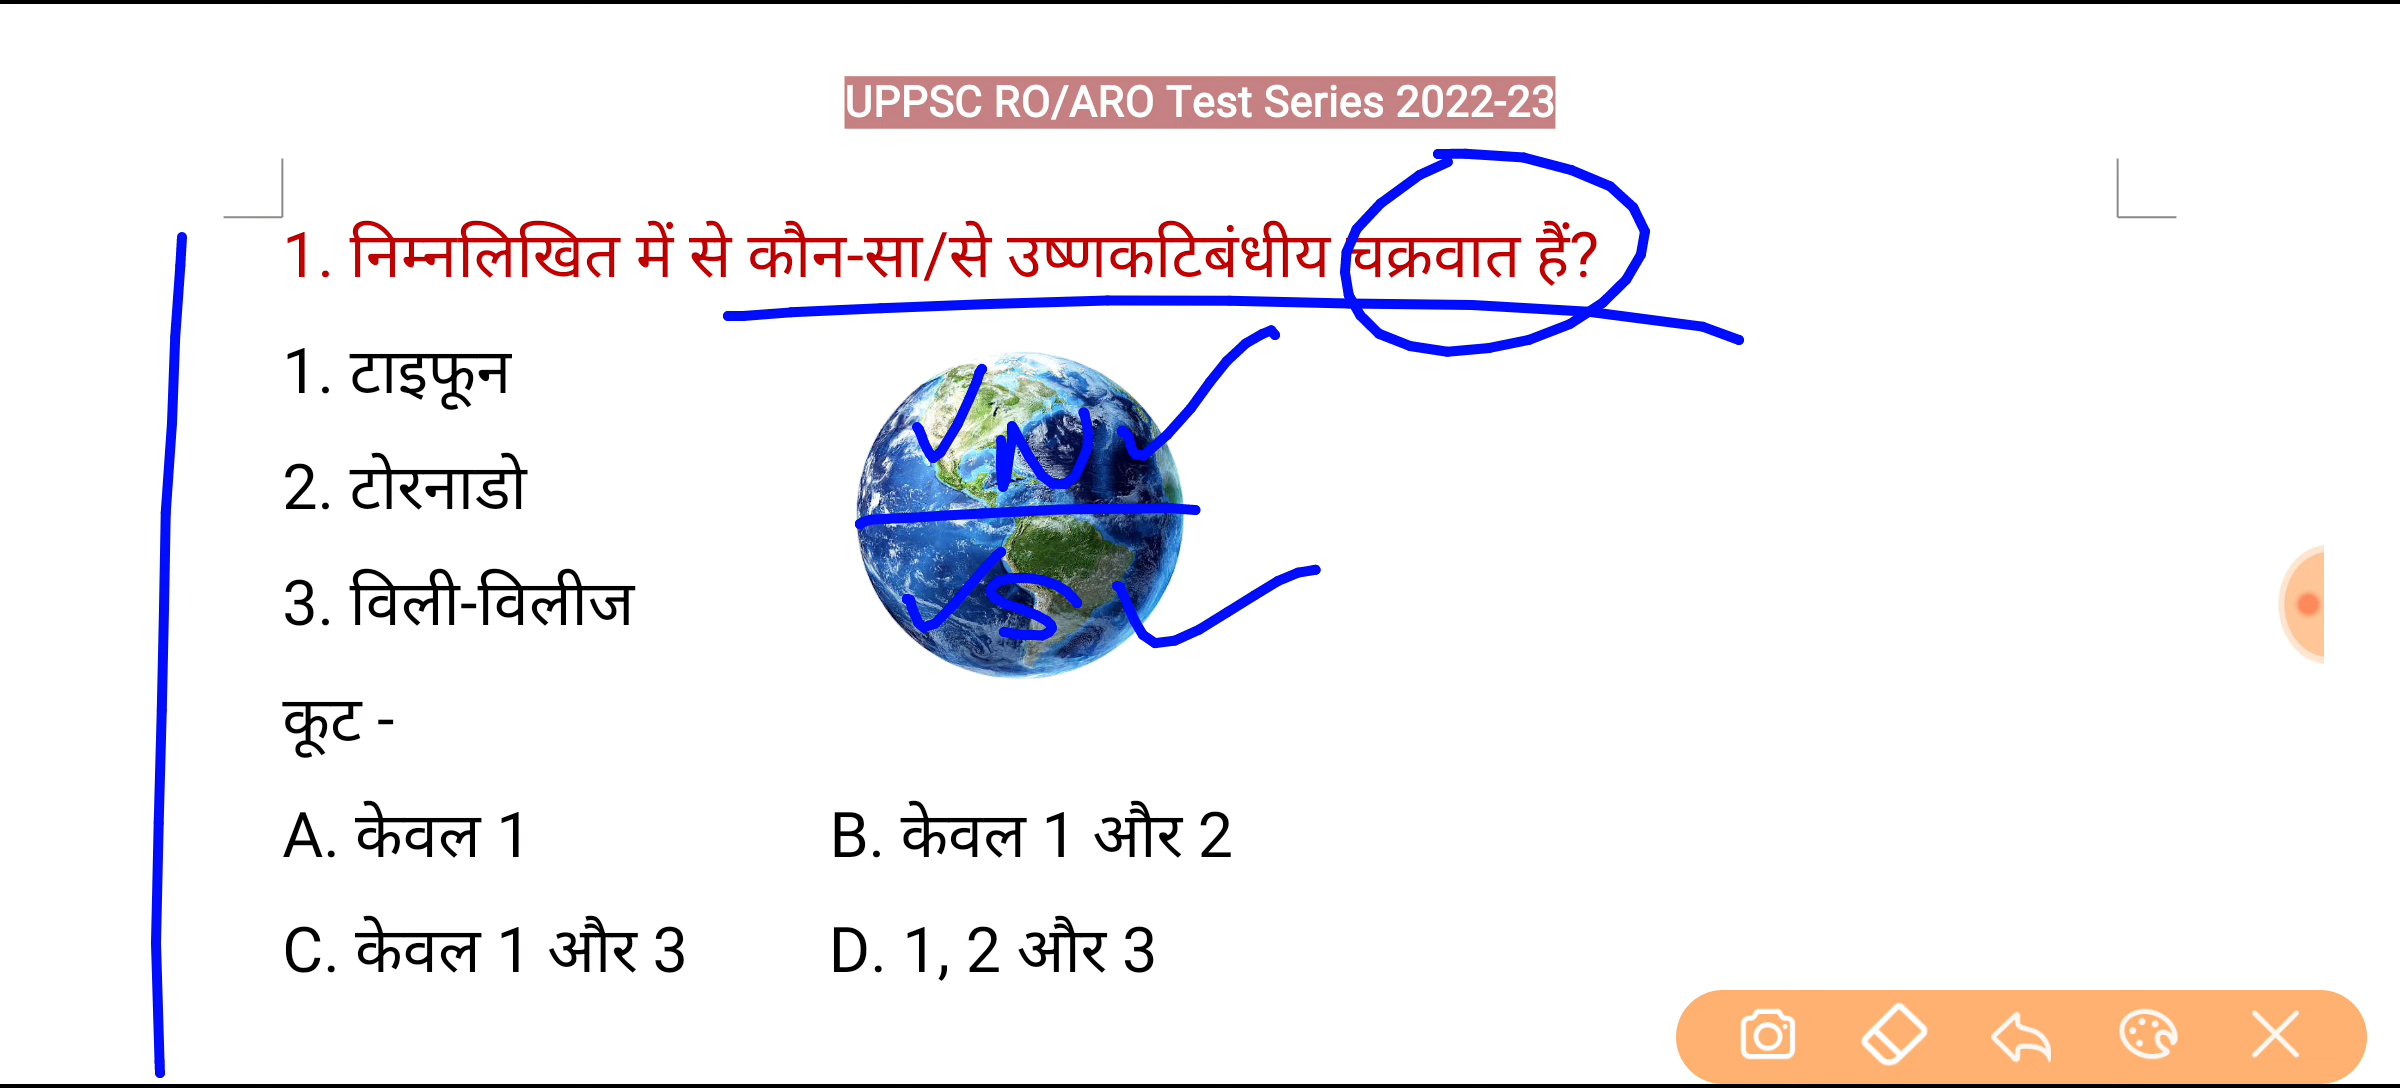 UPPSC RO/ARO Test Series 2022-23
1. निम्नलिखित में से कौन-सा/से उष्णकटिबंधीय चक्रवात हैं?
1. टाइफून
2. टोरनाडो
N
3. विली-विलीज
S
कूट -
A. केवल 1 B. केवल 1 और 2
C. केवल 1 और 3 D. 1, 2 और 3